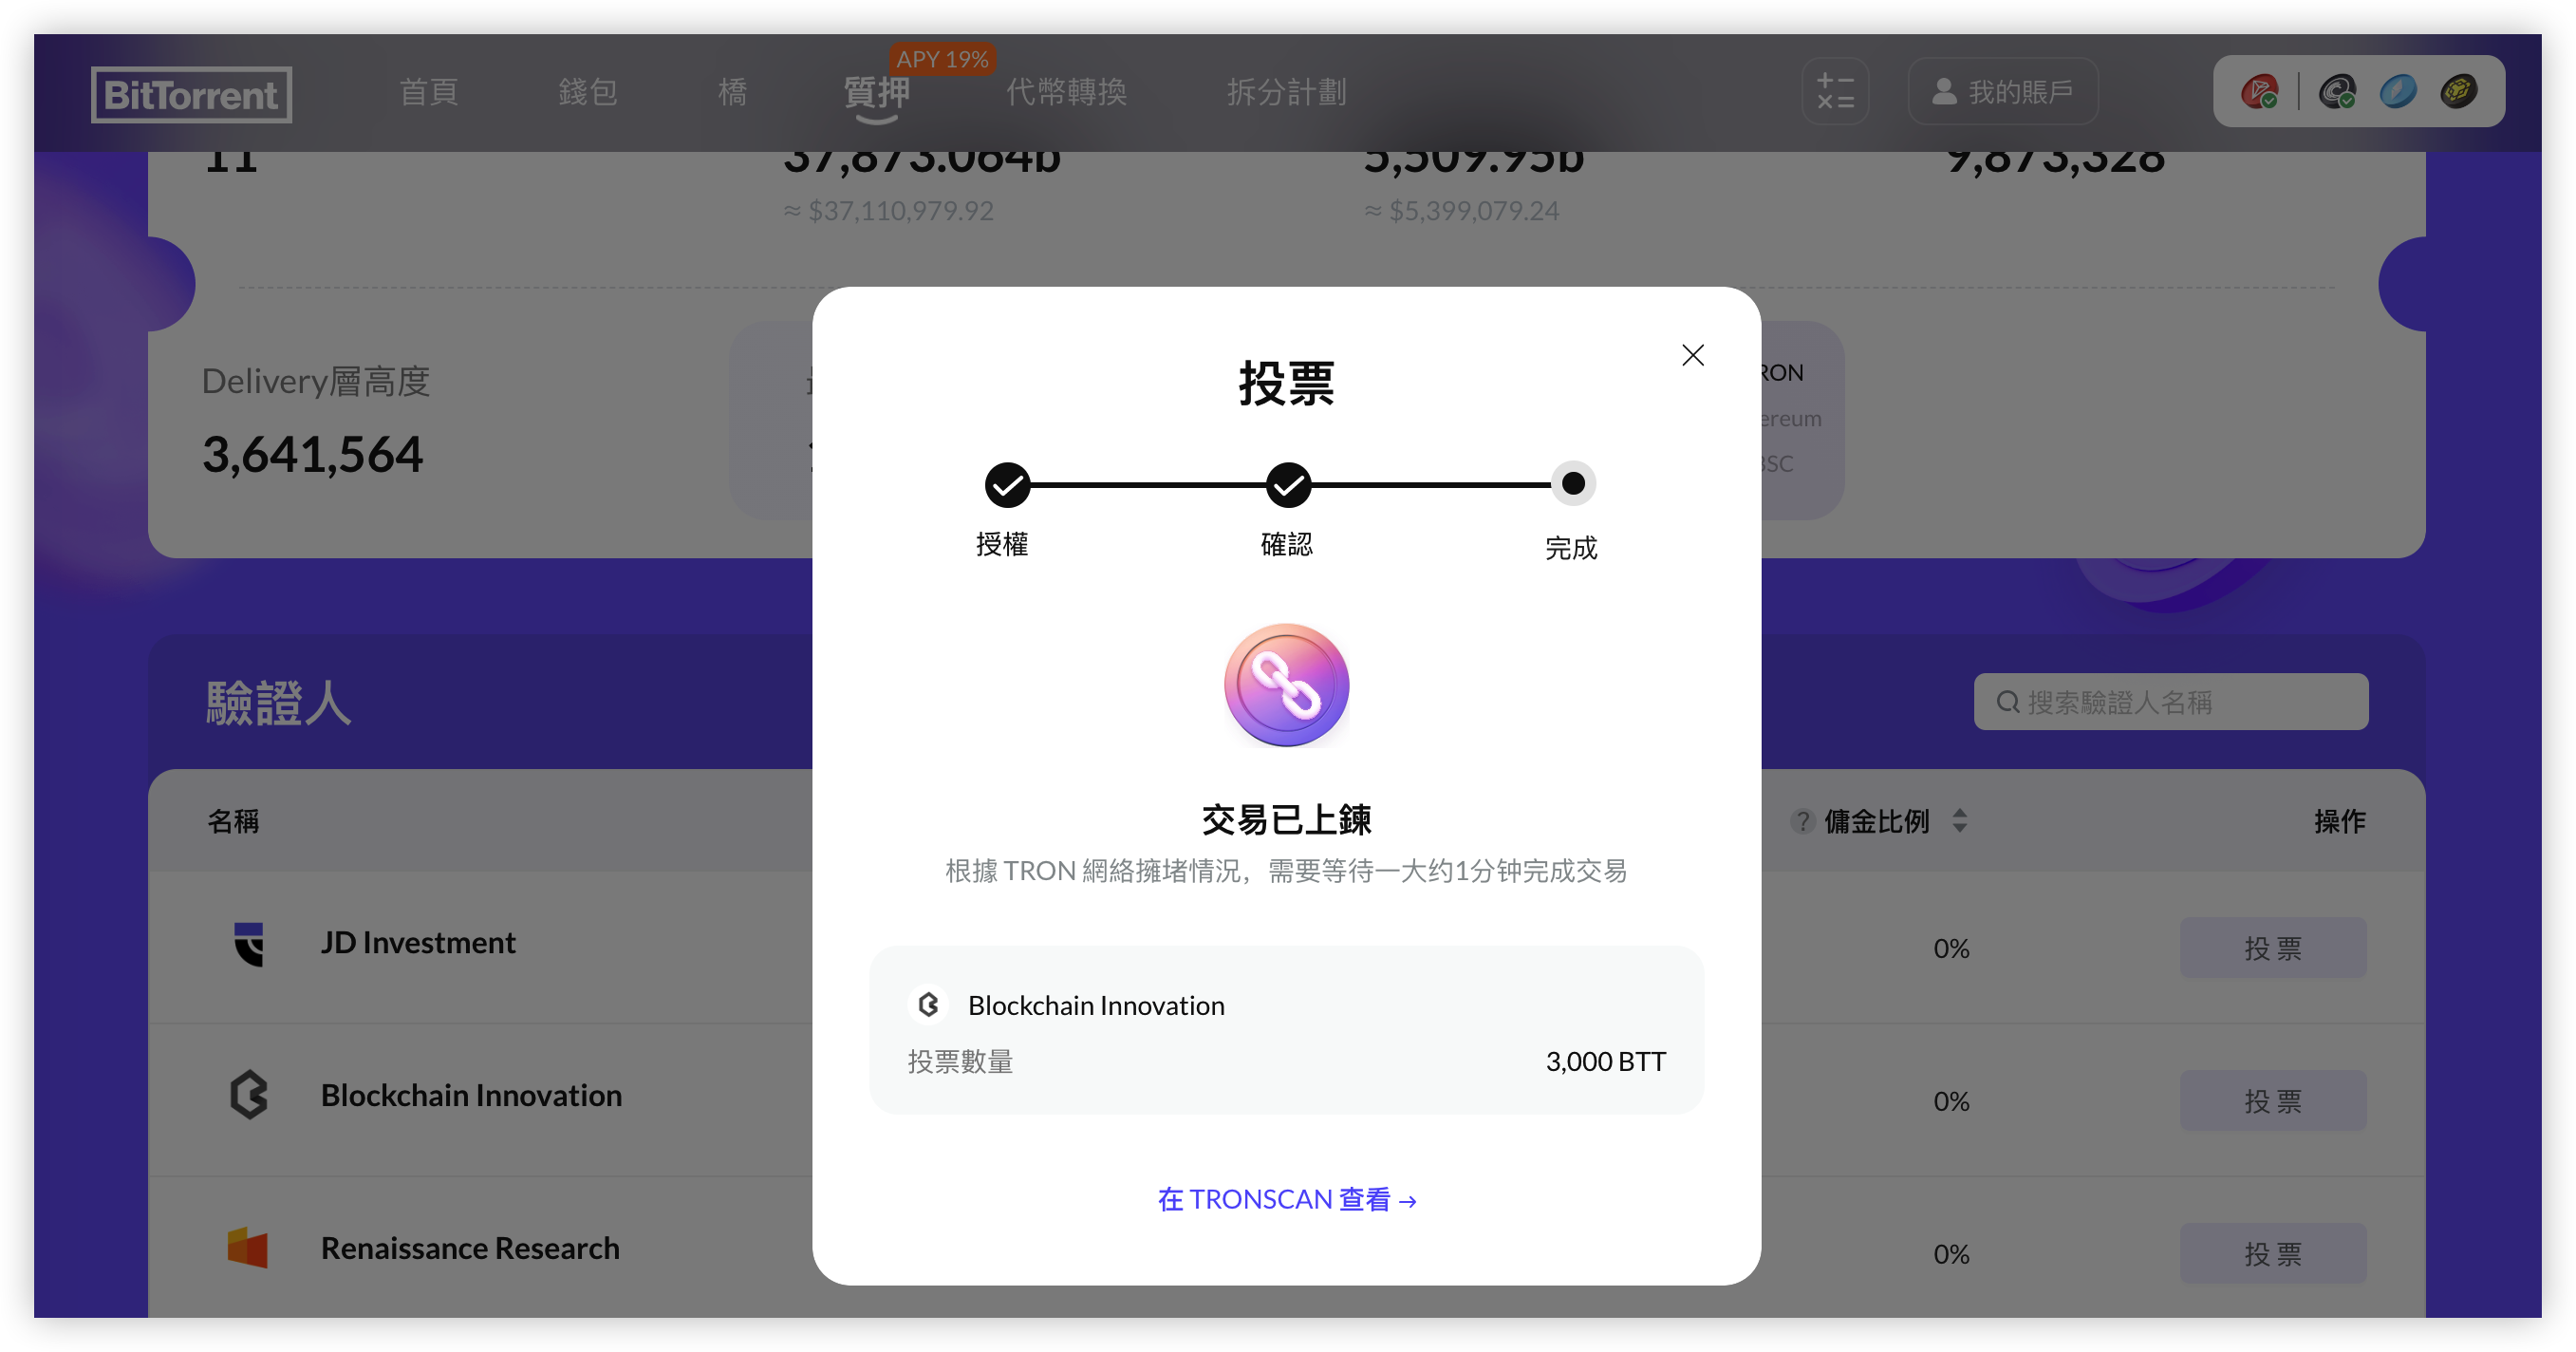 BitTorrent
首頁
錢包
橋
質押
APY 19%
代幣轉換
拆分計劃
我的賬戶
11
37,873.064b
5,509.95b
9,873,328
≈ $37,110,979.92
≈ $5,399,079.24
Delivery層高度
3,641,564
RON
ereum
BSC
投票
授權
確認
完成
交易已上鍊
根據 TRON 網絡擁堵情況，需要等待一大约1分钟完成交易
Blockchain Innovation
投票數量
3,000 BTT
在 TRONSCAN 查看 →
驗證人
搜索驗證人名稱
名稱
傭金比例
操作
JD Investment
0%
投票
Blockchain Innovation
0%
投票
Renaissance Research
0%
投票